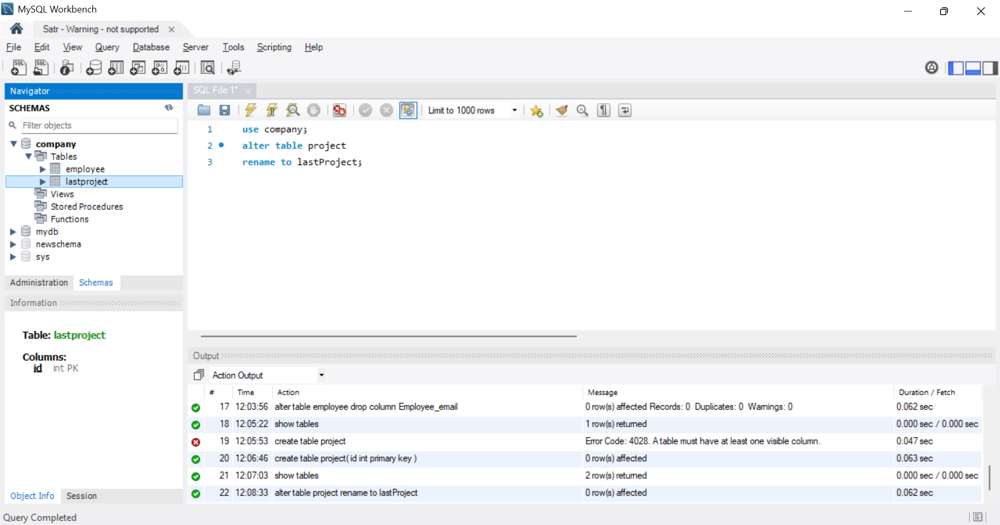 MySQL Workbench
Satr - Warning - not supported
File Edit View Query Database Server Tools Scripting Help
Navigator
SCHEMAS
Filter objects
company
Tables
employee
lastproject
Views
Stored Procedures
Functions
mydb
newschema
sys
Administration Schemas
Information
Table: lastproject
Columns:
id int PK
Object Info Session
SQL File 1*
Limit to 1000 rows
1 use company;
2 alter table project
3 rename to lastProject;
Output
Action Output
# Time Action Message Duration / Fetch
17 12:03:56 alter table employee drop column Employee_email 0 row(s) affected Records: 0 Duplicates: 0 Warnings: 0 0.062 sec
18 12:05:22 show tables 1 row(s) returned 0.000 sec / 0.000 sec
19 12:05:53 create table project Error Code: 4028. A table must have at least one visible column. 0.047 sec
20 12:06:46 create table project( id int primary key ) 0 row(s) affected 0.063 sec
21 12:07:03 show tables 2 row(s) returned 0.000 sec / 0.000 sec
22 12:08:33 alter table project rename to lastProject 0 row(s) affected 0.062 sec
Query Completed